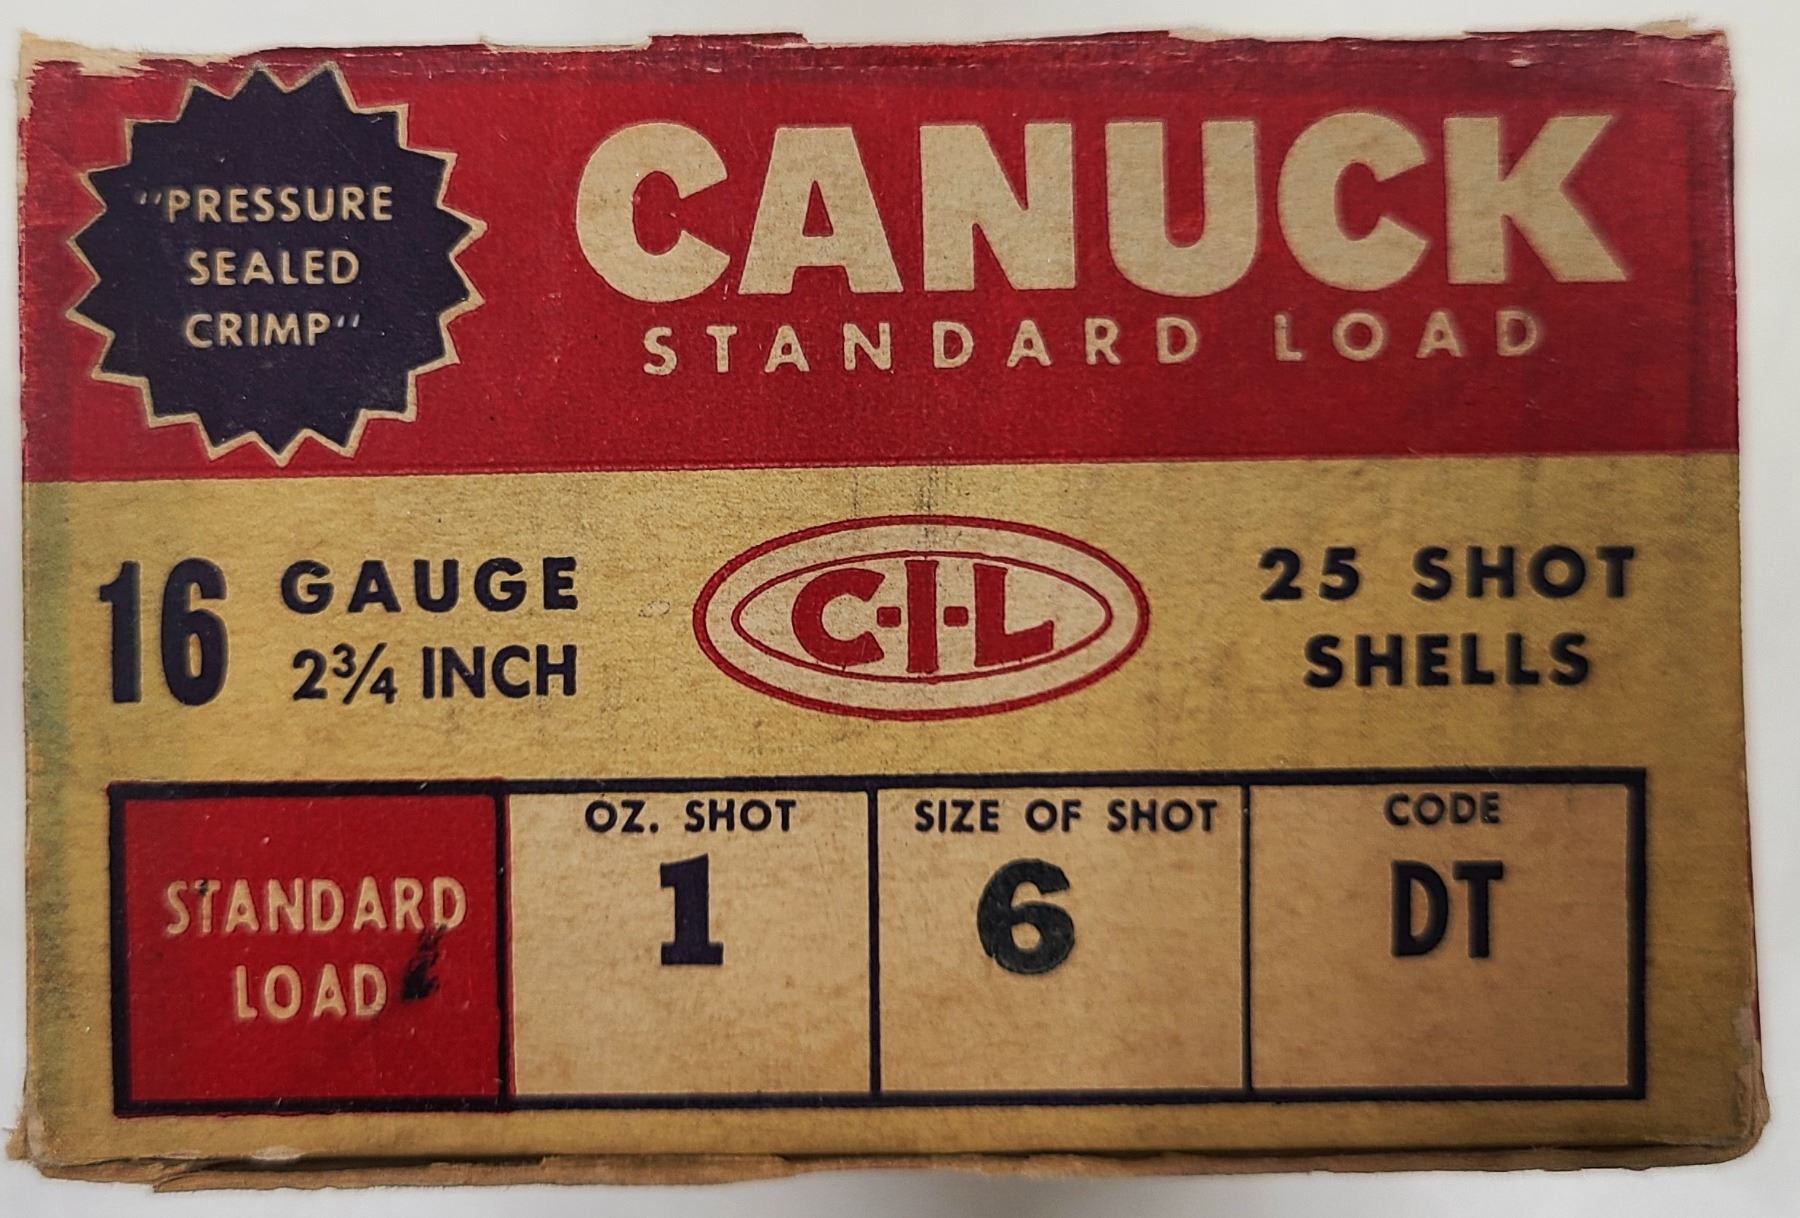 "PRESSURE
SEALED
CRIMP"
CANUCK
STANDARD LOAD
16 GAUGE
2¾ INCH
C-I-L
25 SHOT
SHELLS
STANDARD
LOAD
OZ. SHOT
1
SIZE OF SHOT
6
CODE
DT